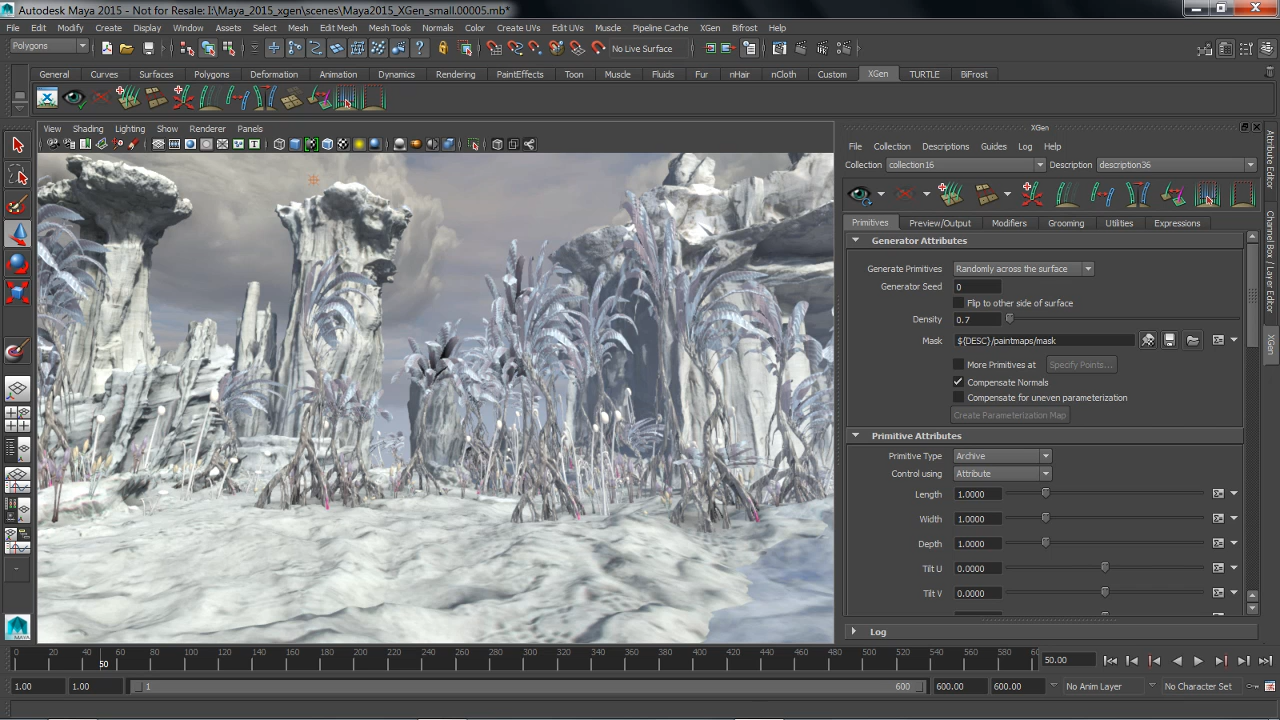 Autodesk Maya 2015 - Not for Resale: I:\Maya_2015_xgen\scenes\Maya2015_XGen_small.00005.mb*
File Edit Modify Create Display Window Assets Select Mesh Edit Mesh Mesh Tools Normals Color Create UVs Edit UVs Muscle Pipeline Cache XGen Bifrost Help
Polygons
No Live Surface
General Curves Surfaces Polygons Deformation Animation Dynamics Rendering PaintEffects Toon Muscle Fluids Fur nHair nCloth Custom XGen TURTLE BiFrost
View Shading Lighting Show Renderer Panels
XGen
File Collection Descriptions Guides Log Help
Collection collection16 Description description36
Primitives Preview/Output Modifiers Grooming Utilities Expressions
Generator Attributes
Generate Primitives Randomly across the surface
Generator Seed 0
Flip to other side of surface
Density 0.7
Mask ${DESC}/paintmaps/mask
More Primitives at Specify Points...
Compensate Normals
Compensate for uneven parameterization
Create Parameterization Map
Primitive Attributes
Primitive Type Archive
Control using Attribute
Length 1.0000
Width 1.0000
Depth 1.0000
Tilt U 0.0000
Tilt V 0.0000
Log
Attribute Editor
Channel Box / Layer Editor
XGen
MAYA
0 20 40 60 80 100 120 140 160 180 200 220 240 260 280 300 320 340 360 380 400 420 440 460 480 500 520 540 560 580 60
50
50.00
1.00 1.00 1 600 600.00 600.00 No Anim Layer No Character Set